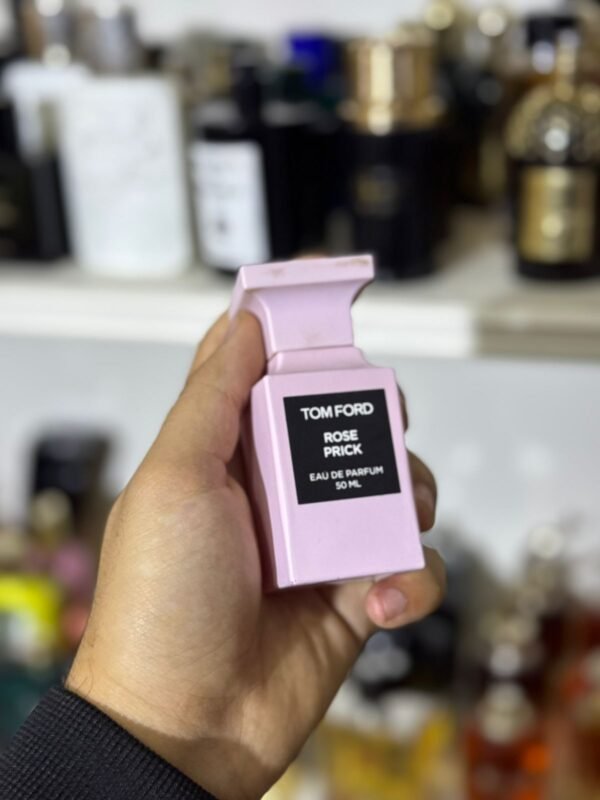 TOM FORD
ROSE
PRICK
EAU DE PARFUM
50 ML